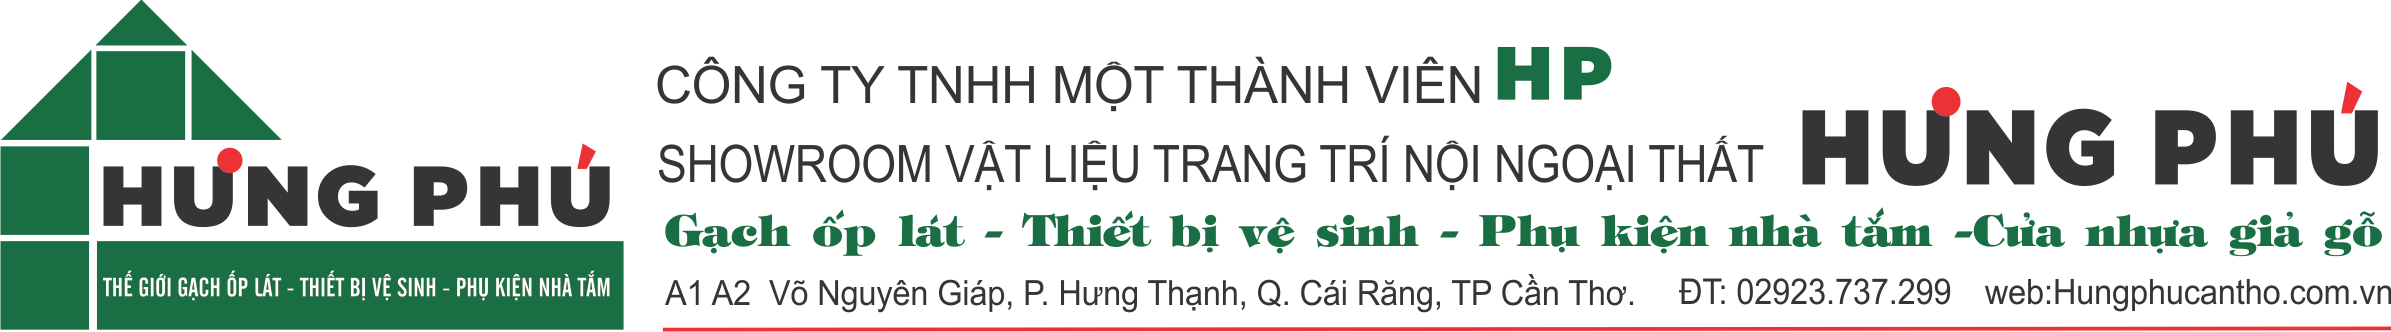 HƯNG PHÚ
THẾ GIỚI GẠCH ỐP LÁT - THIẾT BỊ VỆ SINH - PHỤ KIỆN NHÀ TẮM
CÔNG TY TNHH MỘT THÀNH VIÊN HP
SHOWROOM VẬT LIỆU TRANG TRÍ NỘI NGOẠI THẤT HƯNG PHÚ
Gạch ốp lát - Thiết bị vệ sinh - Phụ kiện nhà tắm -Cửa nhựa giả gỗ
A1 A2 Võ Nguyên Giáp, P. Hưng Thạnh, Q. Cái Răng, TP Cần Thơ. ĐT: 02923.737.299 web:Hungphucantho.com.vn